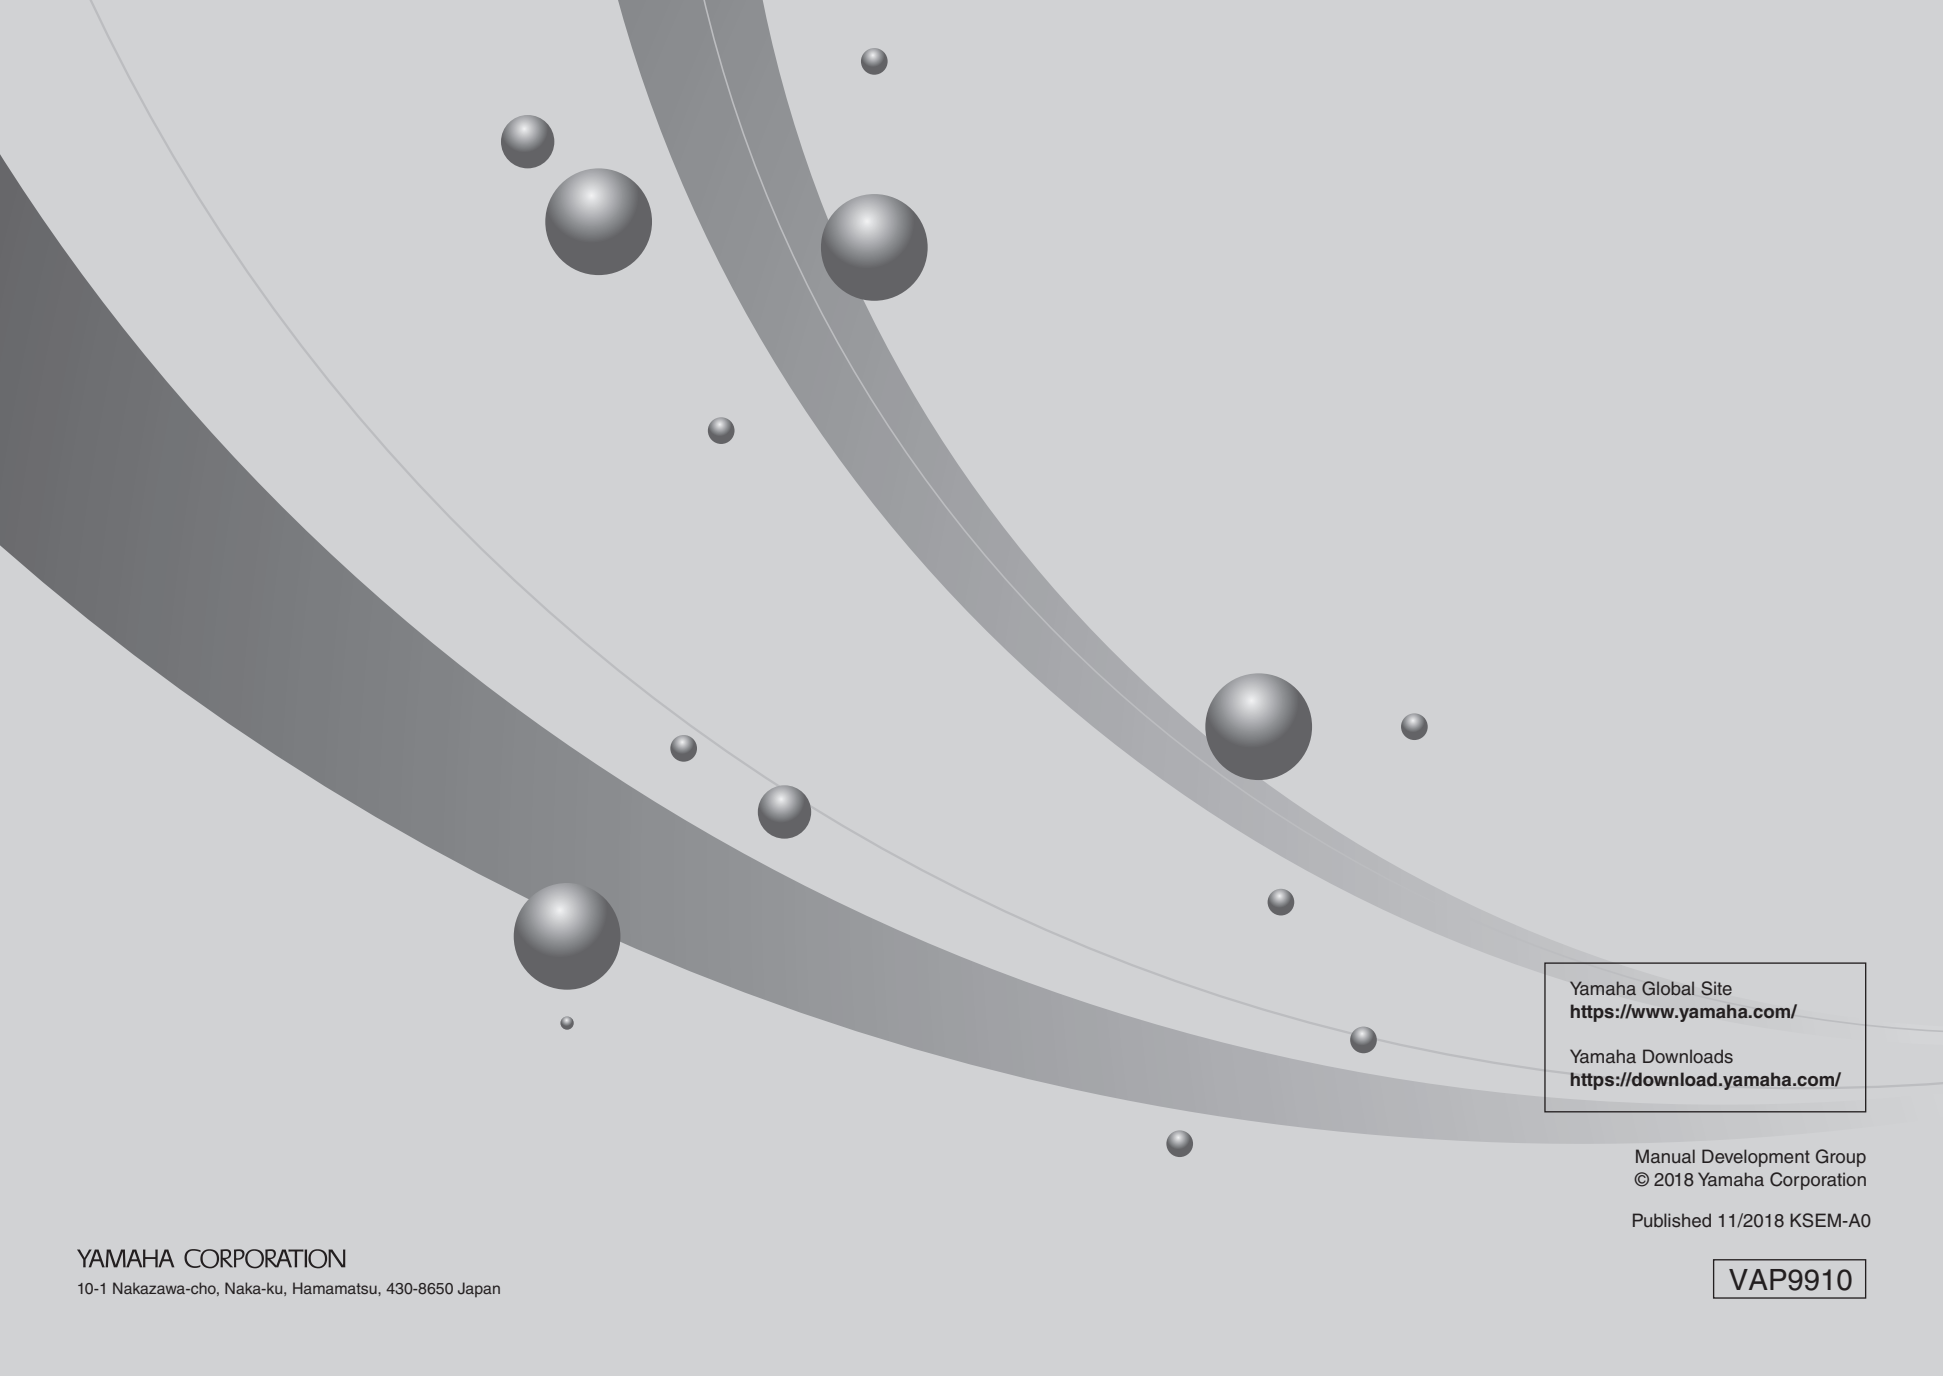 Yamaha Global Site
https://www.yamaha.com/
Yamaha Downloads
https://download.yamaha.com/
Manual Development Group
© 2018 Yamaha Corporation
Published 11/2018 KSEM-A0
VAP9910
YAMAHA CORPORATION
10-1 Nakazawa-cho, Naka-ku, Hamamatsu, 430-8650 Japan